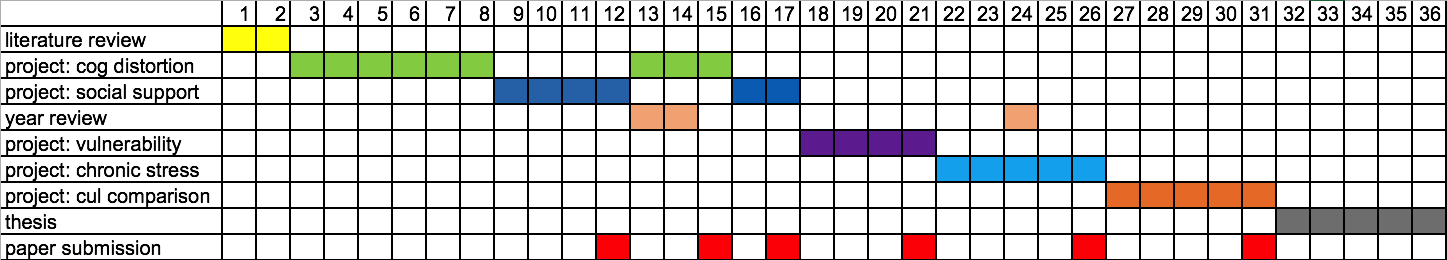 1 2 3 4 5 6 7 8 9 10 11 12 13 14 15 16 17 18 19 20 21 22 23 24 25 26 27 28 29 30 31 32 33 34 35 36
literature review
project: cog distortion
project: social support
year review
project: vulnerability
project: chronic stress
project: cul comparison
thesis
paper submission